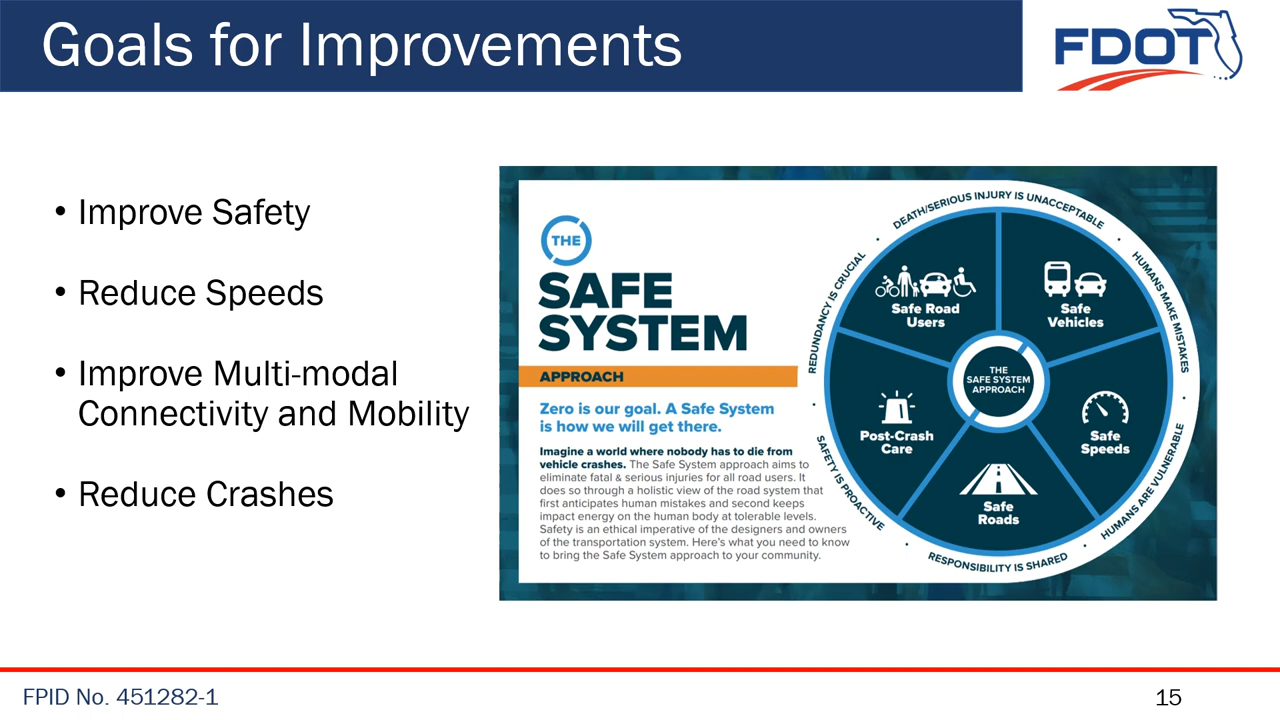 Goals for Improvements
FDOT
• Improve Safety
• Reduce Speeds
• Improve Multi-modal
Connectivity and Mobility
• Reduce Crashes
THE
SAFE
SYSTEM
APPROACH
Zero is our goal. A Safe System
is how we will get there.
Imagine a world where nobody has to die from
vehicle crashes. The Safe System approach aims to
eliminate fatal & serious injuries for all road users. It
does so through a holistic view of the road system that
first anticipates human mistakes and second keeps
impact energy on the human body at tolerable levels.
Safety is an ethical imperative of the designers and owners
of the transportation system. Here's what you need to know
to bring the Safe System approach to your community.
DEATH/SERIOUS INJURY IS UNACCEPTABLE
HUMANS MAKE MISTAKES
HUMANS ARE VULNERABLE
RESPONSIBILITY IS SHARED
SAFETY IS PROACTIVE
REDUNDANCY IS CRUCIAL
Safe Road
Users
Safe
Vehicles
Safe
Speeds
Safe
Roads
Post-Crash
Care
THE
SAFE SYSTEM
APPROACH
FPID No. 451282-1
15